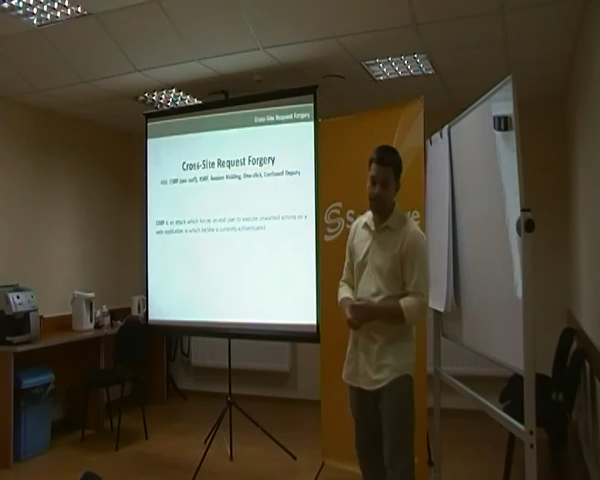 Cross-Site Request Forgery
Cross-Site Request Forgery
AKA: CSRF (sea surf), XSRF, Session Riding, One-click, Confused Deputy
CSRF is an attack which forces an end user to execute unwanted actions on a
web application in which he/she is currently authenticated